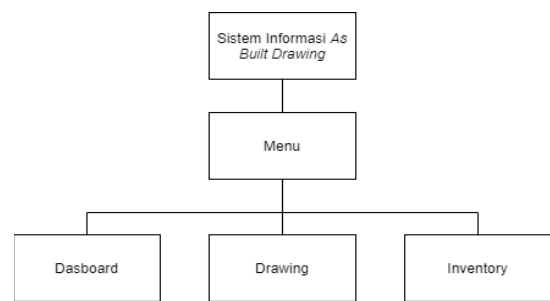 Sistem Informasi As
Built Drawing
Menu
Dasboard
Drawing
Inventory